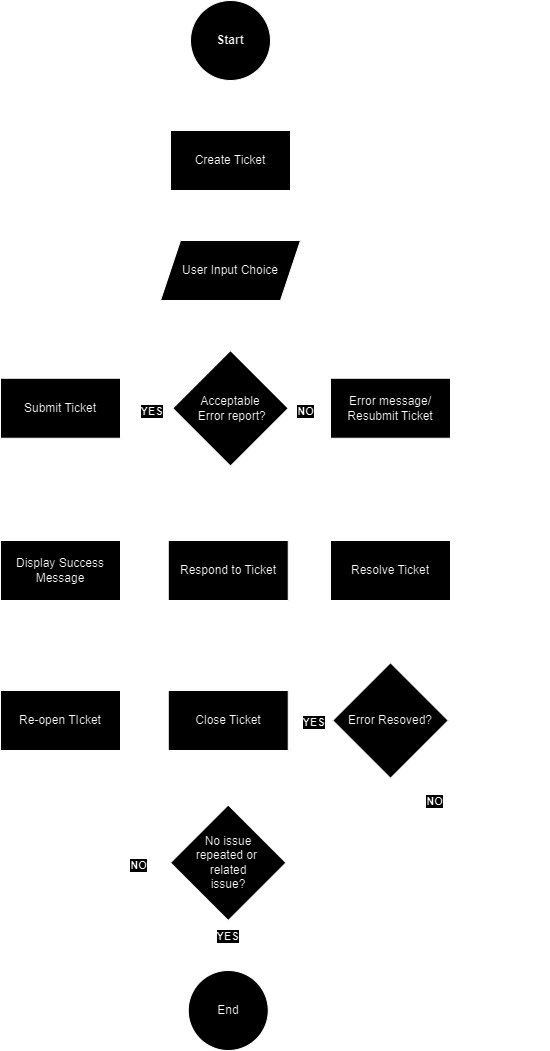 Start
Create Ticket
User Input Choice
Submit Ticket
YES
Acceptable
Error report?
NO
Error message/
Resubmit Ticket
Display Success
Message
Respond to Ticket
Resolve Ticket
Re-open TIcket
Close Ticket
YES
Error Resoved?
NO
No issue
repeated or
related
issue?
NO
YES
End